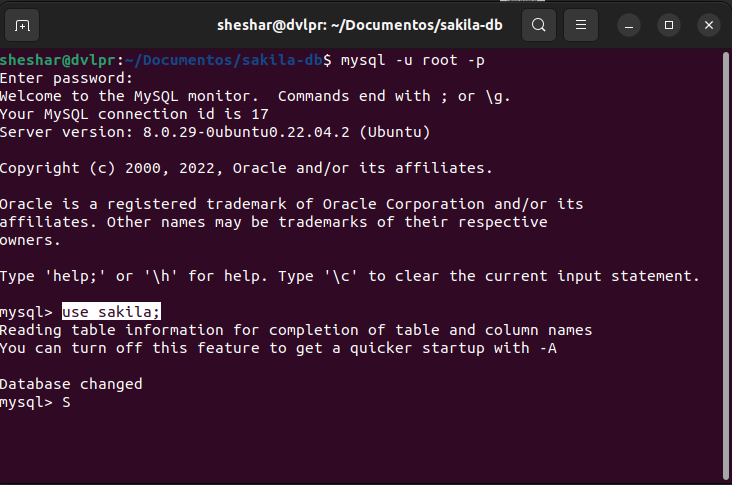 sheshar@dvlpr: ~/Documentos/sakila-db
sheshar@dvlpr:~/Documentos/sakila-db$ mysql -u root -p
Enter password:
Welcome to the MySQL monitor.  Commands end with ; or \g.
Your MySQL connection id is 17
Server version: 8.0.29-0ubuntu0.22.04.2 (Ubuntu)

Copyright (c) 2000, 2022, Oracle and/or its affiliates.

Oracle is a registered trademark of Oracle Corporation and/or its
affiliates. Other names may be trademarks of their respective
owners.

Type 'help;' or '\h' for help. Type '\c' to clear the current input statement.

mysql> use sakila;
Reading table information for completion of table and column names
You can turn off this feature to get a quicker startup with -A

Database changed
mysql> S